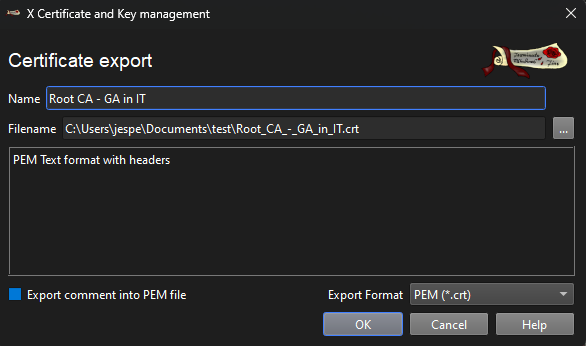 X Certificate and Key management
Certificate export
Name Root CA - GA in IT
Filename C:\Users\jespe\Documents\test\Root_CA_-_GA_in_IT.crt ...
PEM Text format with headers
Export comment into PEM file Export Format PEM (*.crt)
OK Cancel Help